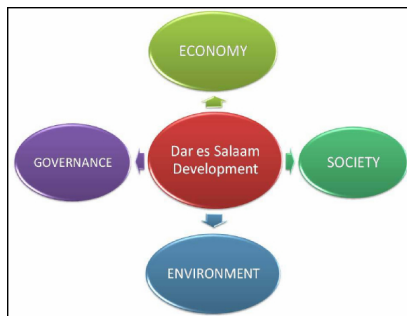 ECONOMY
GOVERNANCE
Dar es Salaam
Development
SOCIETY
ENVIRONMENT